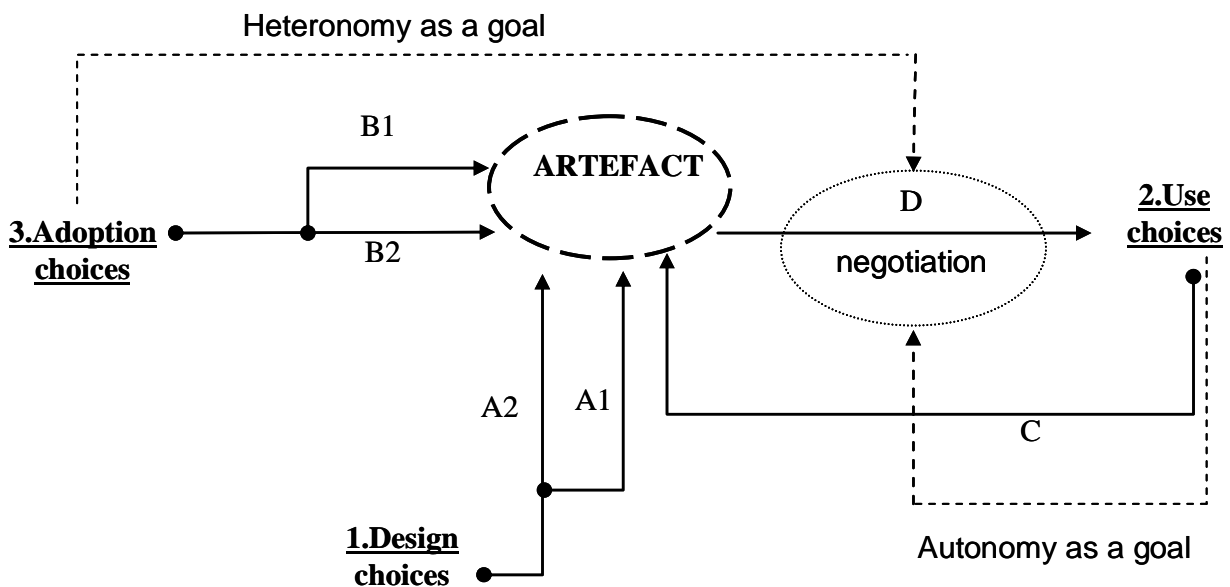 Heteronomy as a goal
B1
ARTEFACT
3.Adoption
choices
B2
D
negotiation
2.Use
choices
A2
A1
C
1.Design
choices
Autonomy as a goal